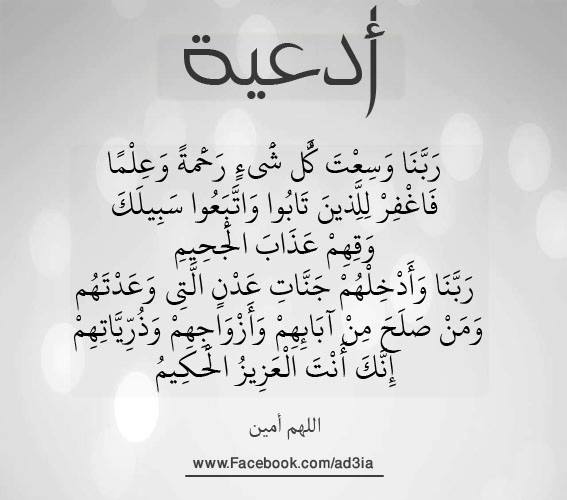 أدعية
رَبَّنَا وَسِعْتَ كُلَّ شَىْءٍ رَحْمَةً وَعِلْمًا
فَاغْفِرْ لِلَّذِينَ تَابُوا وَاتَّبَعُوا سَبِيلَكَ
وَقِهِمْ عَذَابَ الْجَحِيمِ
رَبَّنَا وَأَدْخِلْهُمْ جَنَّاتِ عَدْنٍ الَّتِى وَعَدْتَهُم
وَمَنْ صَلَحَ مِنْ آبَائِهِمْ وَأَزْوَاجِهِمْ وَذُرِّيَّاتِهِمْ
إِنَّكَ أَنْتَ الْعَزِيزُ الْحَكِيمُ
اللهم أمين
www.Facebook.com/ad3ia